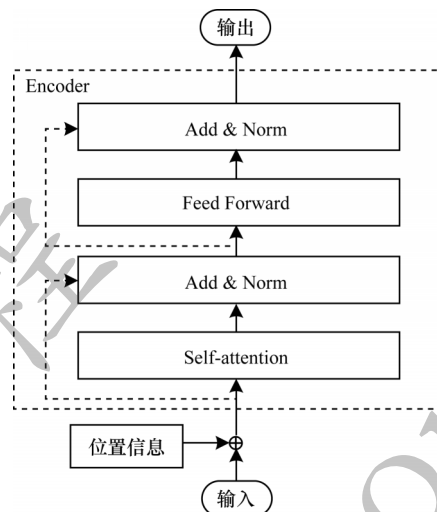 输出
Encoder
Add & Norm
Feed Forward
Add & Norm
Self-attention
位置信息
输入